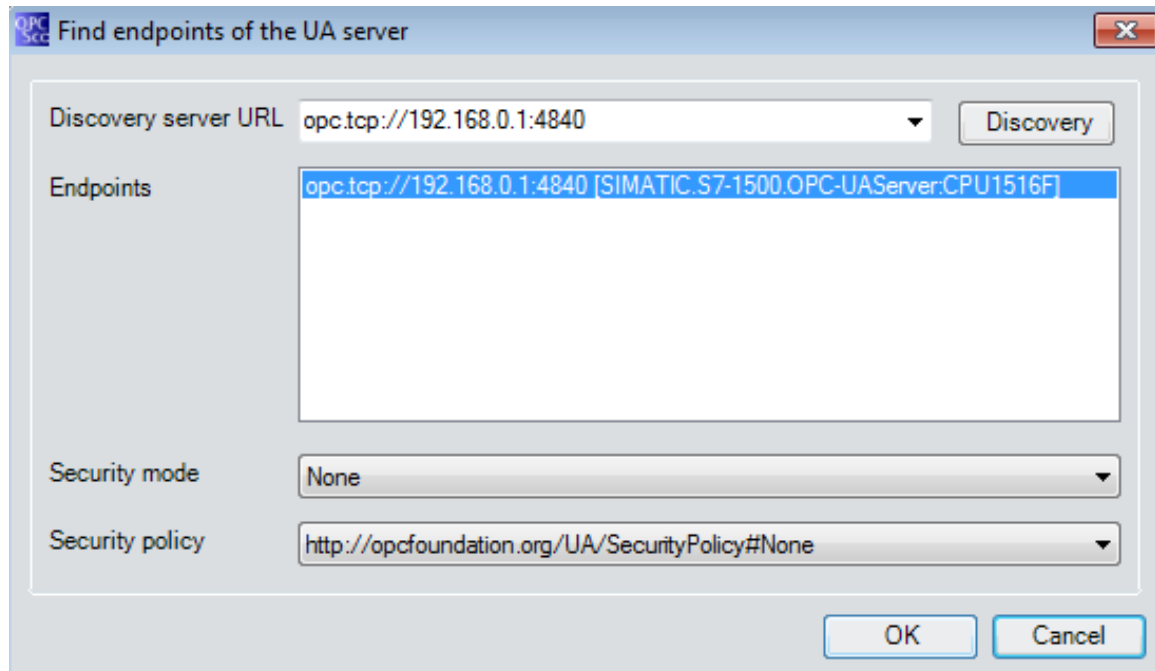 OPC Scc Find endpoints of the UA server
Discovery server URL opc.tcp://192.168.0.1:4840 Discovery
Endpoints opc.tcp://192.168.0.1:4840 [SIMATIC.S7-1500.OPC-UAServer:CPU1516F]
Security mode None
Security policy http://opcfoundation.org/UA/SecurityPolicy#None
OK Cancel